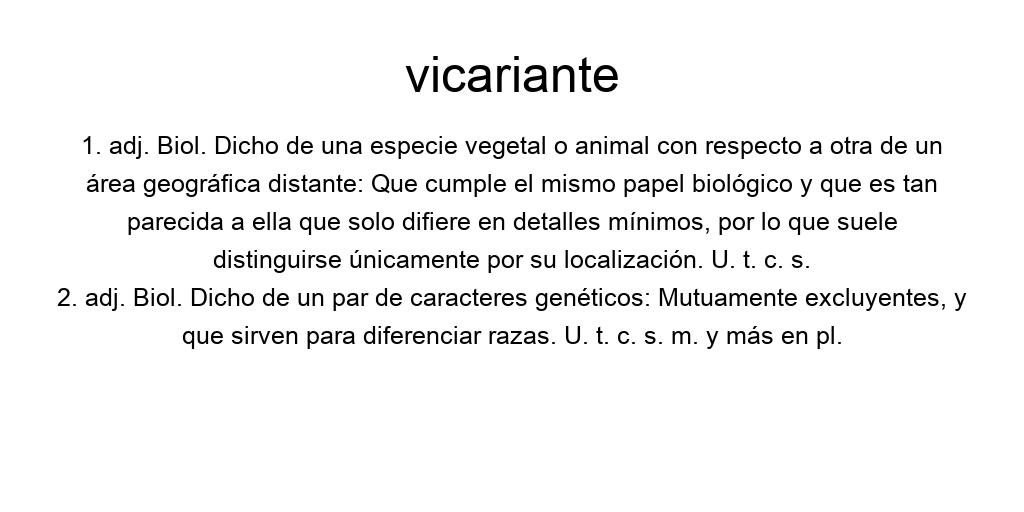 vicariante
1. adj. Biol. Dicho de una especie vegetal o animal con respecto a otra de un
área geográfica distante: Que cumple el mismo papel biológico y que es tan
parecida a ella que solo difiere en detalles mínimos, por lo que suele
distinguirse únicamente por su localización. U. t. c. s.
2. adj. Biol. Dicho de un par de caracteres genéticos: Mutuamente excluyentes, y
que sirven para diferenciar razas. U. t. c. s. m. y más en pl.